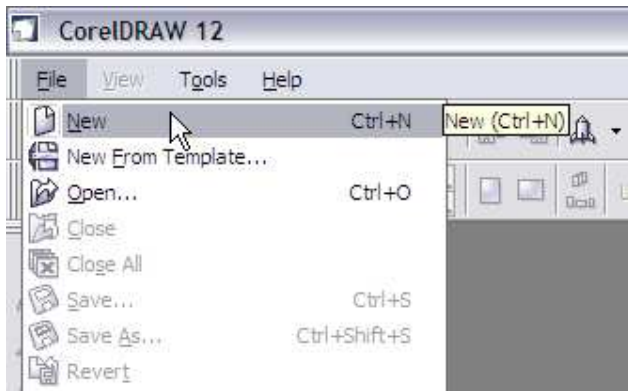 CorelDRAW 12
File View Tools Help
New Ctrl+N New (Ctrl+N)
New From Template...
Open... Ctrl+O
Close
Close All
Save... Ctrl+S
Save As... Ctrl+Shift+S
Revert